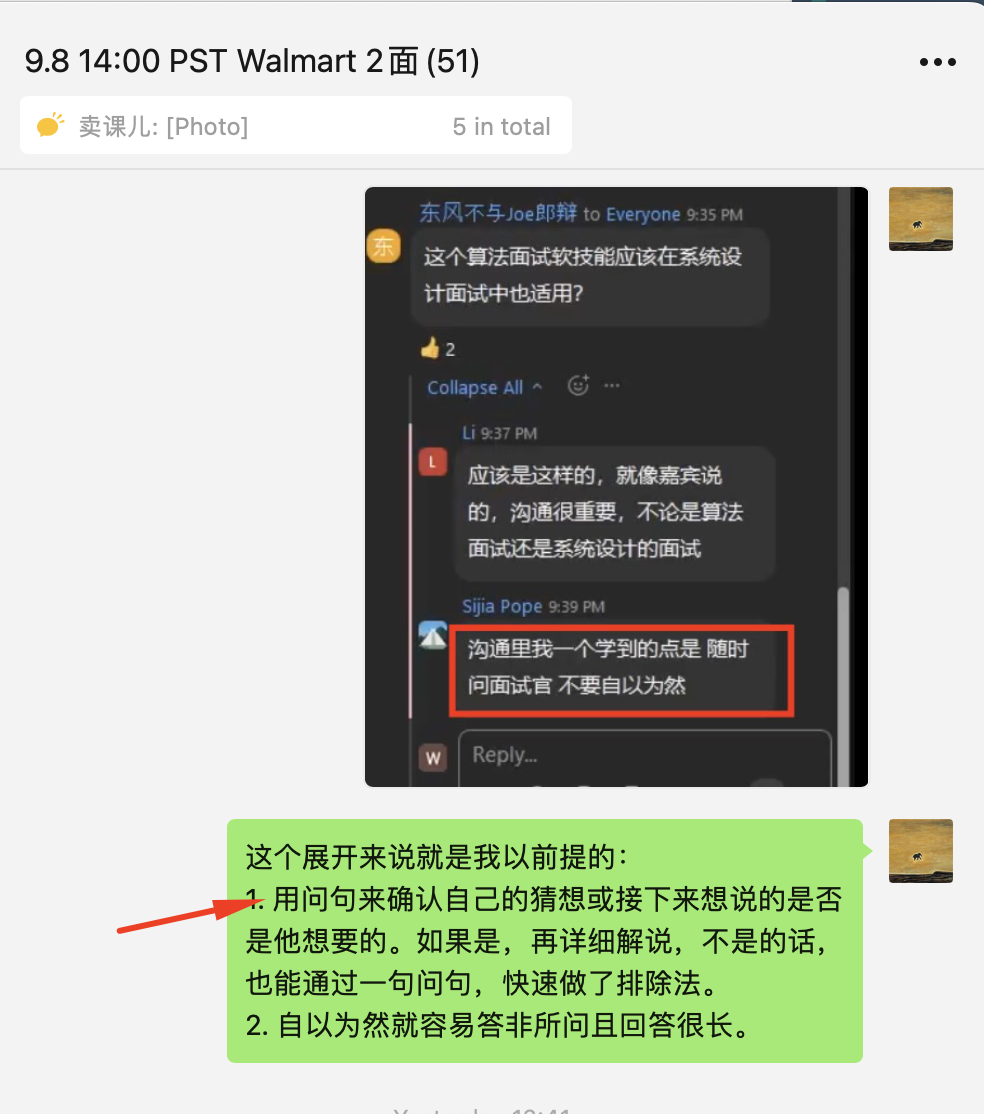 9.8 14:00 PST Walmart 2面 (51)
卖课儿: [Photo]
5 in total
东风不与Joe郎辩 to Everyone 9:35 PM
东
这个算法面试软技能应该在系统设
计面试中也适用?
2
Collapse All
Li 9:37 PM
L
应该是这样的，就像嘉宾说
的，沟通很重要，不论是算法
面试还是系统设计的面试
Sijia Pope 9:39 PM
沟通里我一个学到的点是 随时
问面试官 不要自以为然
W
Reply...
这个展开来说就是我以前提的：
1. 用问句来确认自己的猜想或接下来想说的是否
是他想要的。如果是，再详细解说，不是的话，
也能通过一句问句，快速做了排除法。
2. 自以为然就容易答非所问且回答很长。